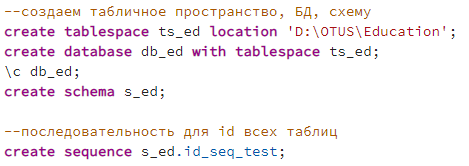 --создаем табличное пространство, БД, схему
create tablespace ts_ed location 'D:\OTUS\Education';
create database db_ed with tablespace ts_ed;
\c db_ed;
create schema s_ed;
--последовательность для id всех таблиц
create sequence s_ed.id_seq_test;